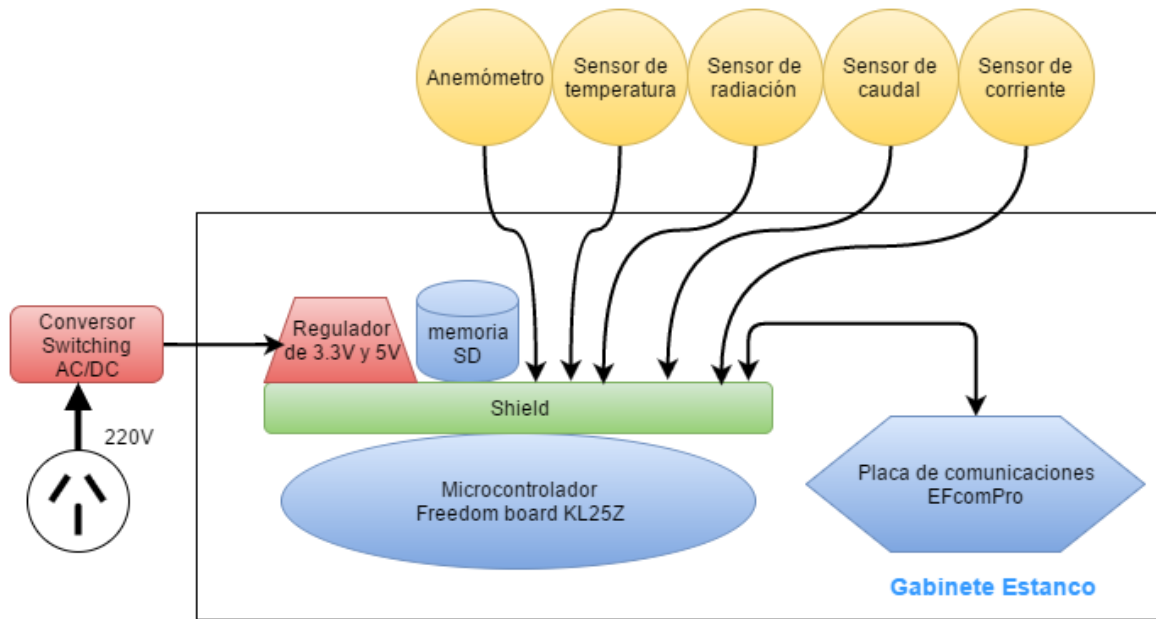 Anemómetro
Sensor de
temperatura
Sensor de
radiación
Sensor de
caudal
Sensor de
corriente
Conversor
Switching
AC/DC
220V
Regulador
de 3.3V y 5V
memoria
SD
Shield
Microcontrolador
Freedom board KL25Z
Placa de comunicaciones
EFcomPro
Gabinete Estanco